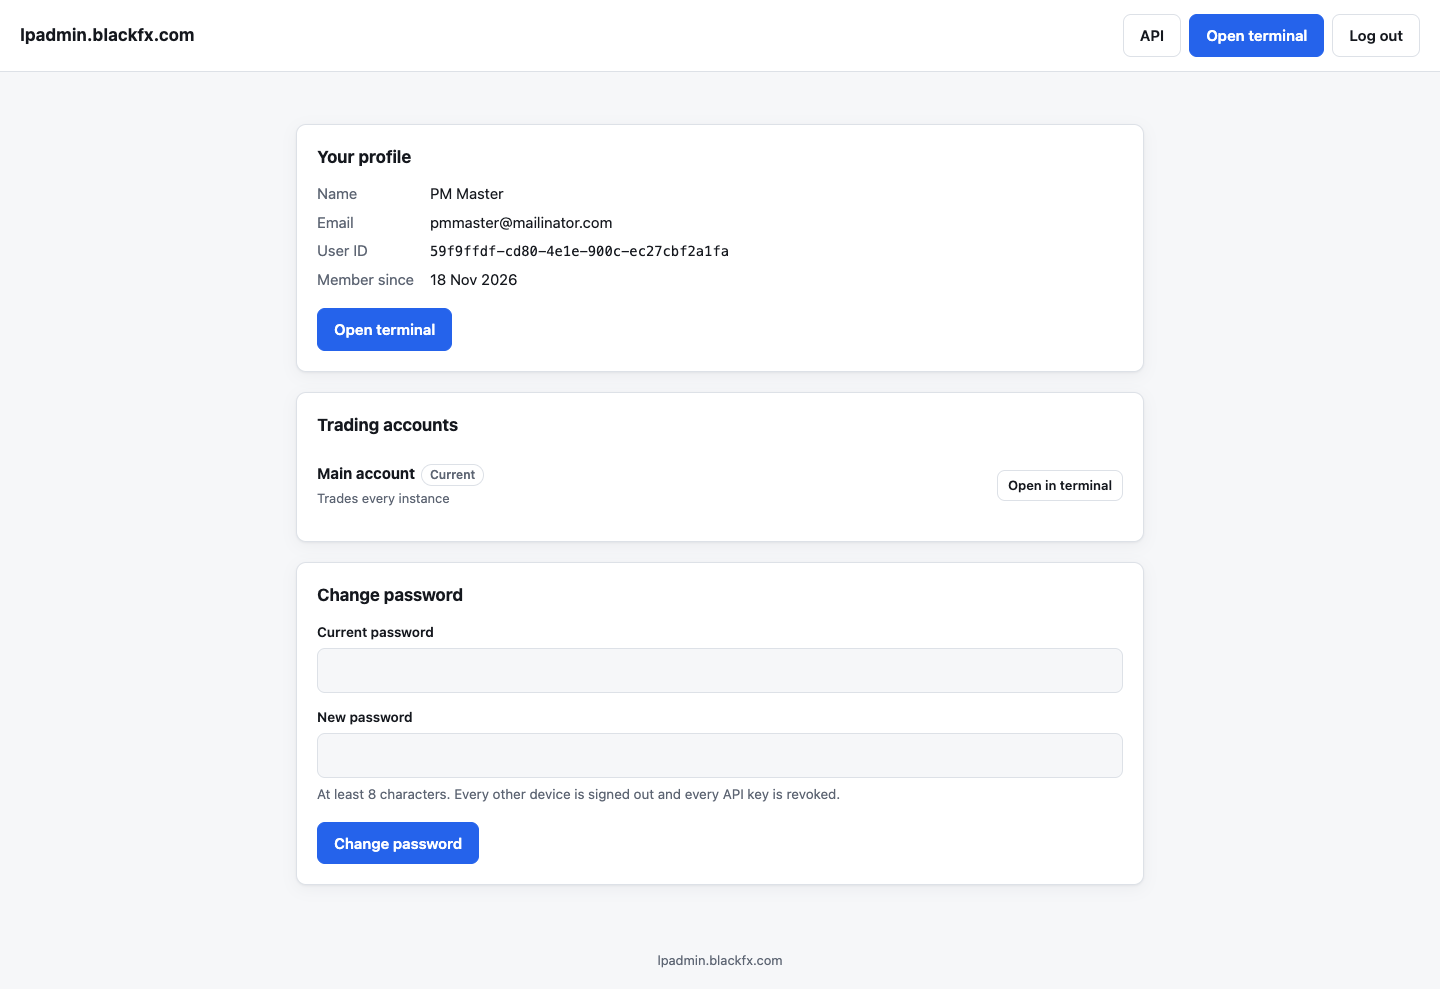 lpadmin.blackfx.com
API
Open terminal
Log out
Your profile
Name PM Master
Email pmmaster@mailinator.com
User ID 59f9ffdf-cd80-4e1e-900c-ec27cbf2a1fa
Member since 18 Nov 2026
Open terminal
Trading accounts
Main account Current
Trades every instance
Open in terminal
Change password
Current password
New password
At least 8 characters. Every other device is signed out and every API key is revoked.
Change password
lpadmin.blackfx.com